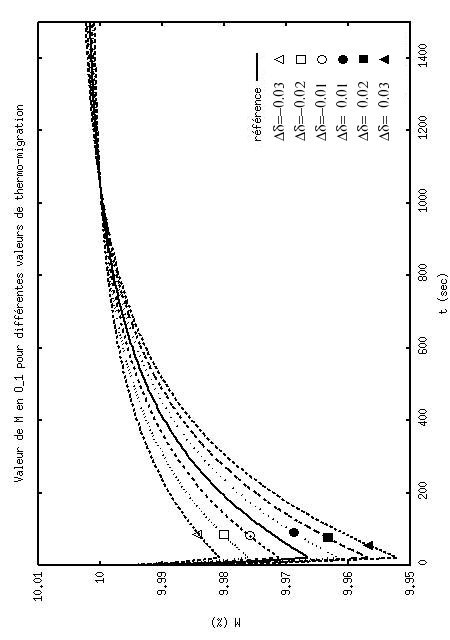 Valeur de M en O_1 pour différentes valeurs de thermo-migration
M (%)
10.01
10
9.99
9.98
9.97
9.96
9.95
0
200
400
600
800
1000
1200
1400
t (sec)
référence
Δδ=-0.03
Δδ=-0.02
Δδ=-0.01
Δδ= 0.01
Δδ= 0.02
Δδ= 0.03